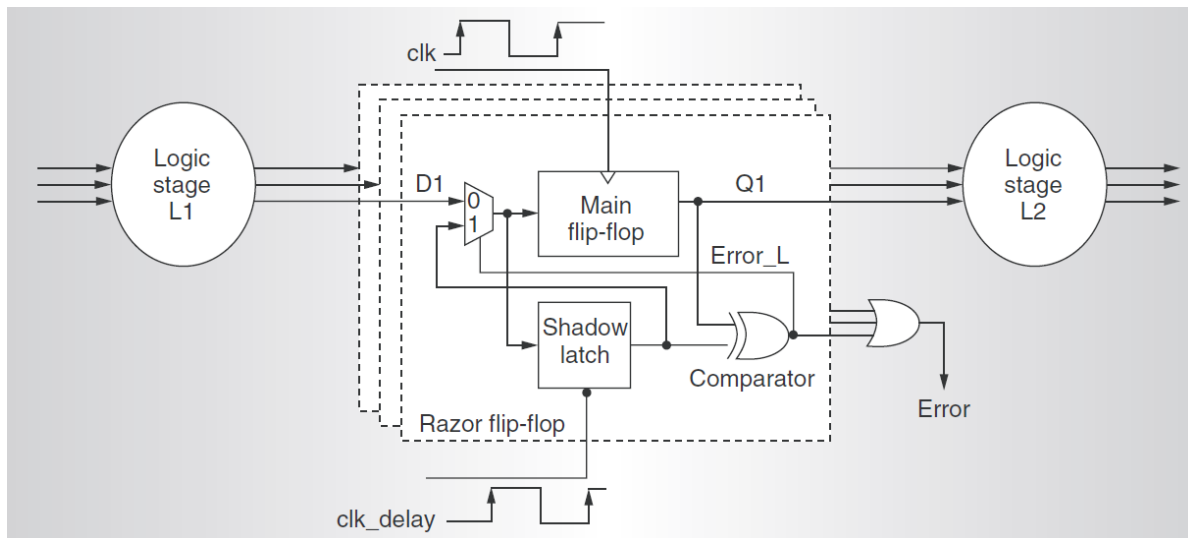 clk
Logic
stage
L1
D1
0
1
Main
flip-flop
Q1
Logic
stage
L2
Error_L
Shadow
latch
Comparator
Error
Razor flip-flop
clk_delay